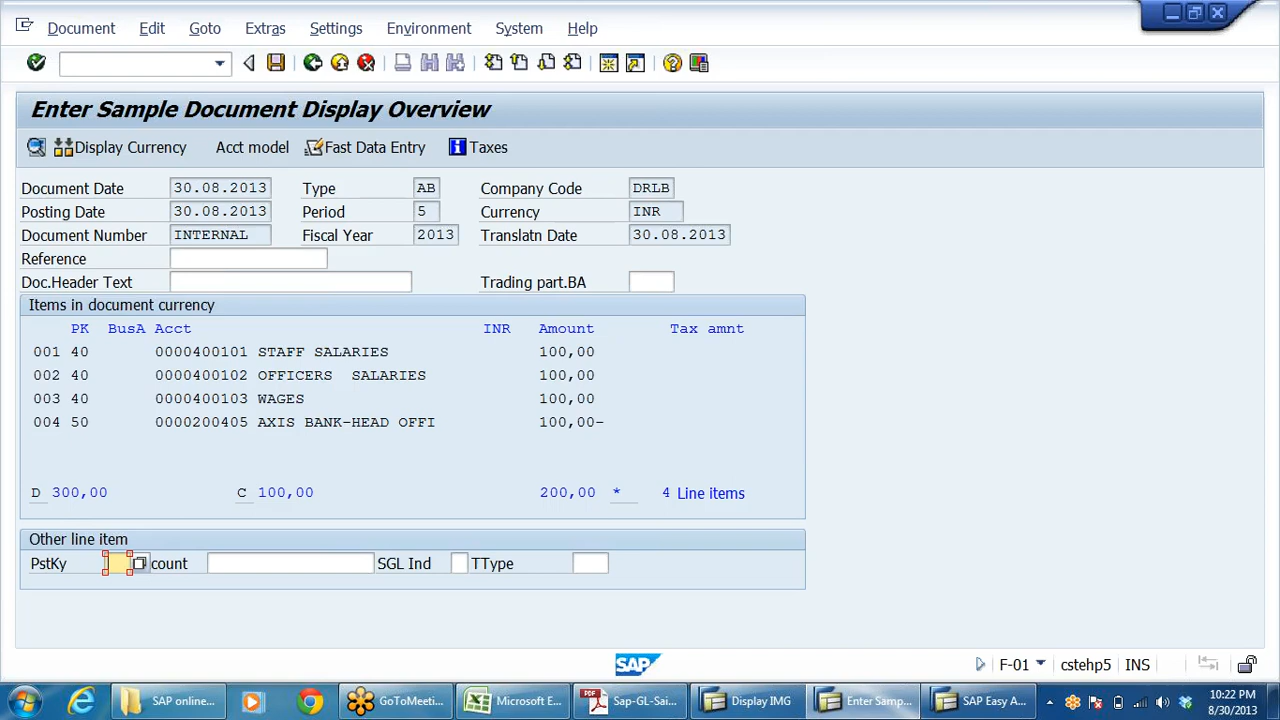 Document Edit Goto Extras Settings Environment System Help
Enter Sample Document Display Overview
Display Currency Acct model Fast Data Entry Taxes
Document Date 30.08.2013 Type AB Company Code DRLB
Posting Date 30.08.2013 Period 5 Currency INR
Document Number INTERNAL Fiscal Year 2013 Translatn Date 30.08.2013
Reference
Doc.Header Text Trading part.BA
Items in document currency
PK BusA Acct INR Amount Tax amnt
001 40 0000400101 STAFF SALARIES 100,00
002 40 0000400102 OFFICERS SALARIES 100,00
003 40 0000400103 WAGES 100,00
004 50 0000200405 AXIS BANK-HEAD OFFI 100,00-
D 300,00 C 100,00 200,00 * 4 Line items
Other line item
PstKy count SGL Ind TType
SAP F-01 cstehp5 INS
SAP online... GoToMeeti... Microsoft E... Sap-GL-Sai... Display IMG Enter Samp... SAP Easy A... 10:22 PM
8/30/2013